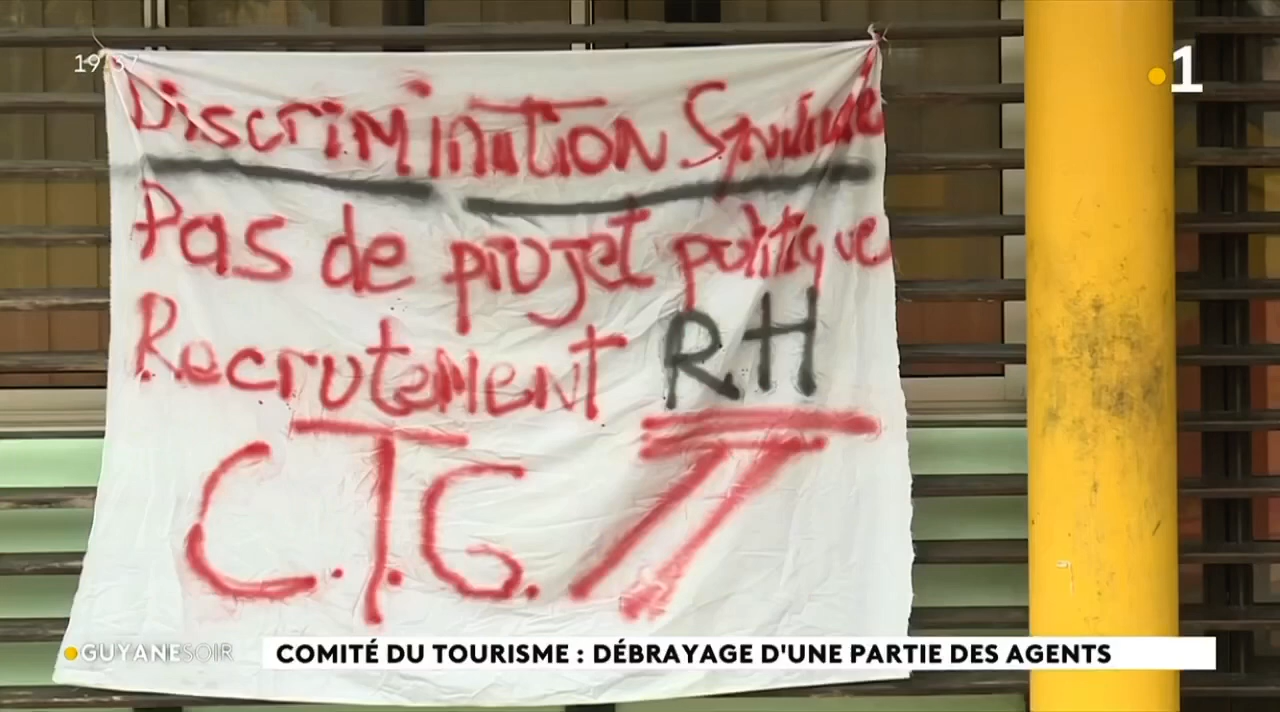 19:37
1
Discrimination Syndicale
Pas de projet politique
Recrutement RH
C.T.G.
GUYANESOIR
COMITÉ DU TOURISME : DÉBRAYAGE D'UNE PARTIE DES AGENTS